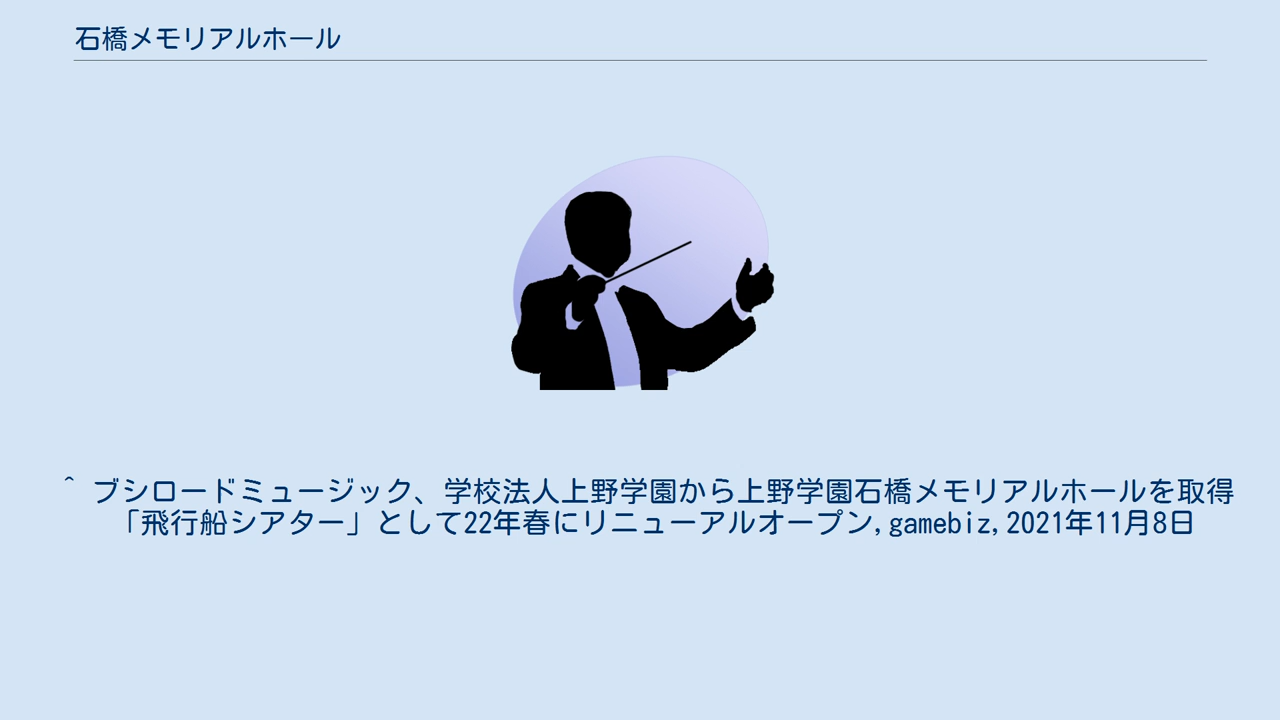 石橋メモリアルホール
^ ブシロードミュージック、学校法人上野学園から上野学園石橋メモリアルホールを取得
「飛行船シアター」として22年春にリニューアルオープン,gamebiz,2021年11月8日